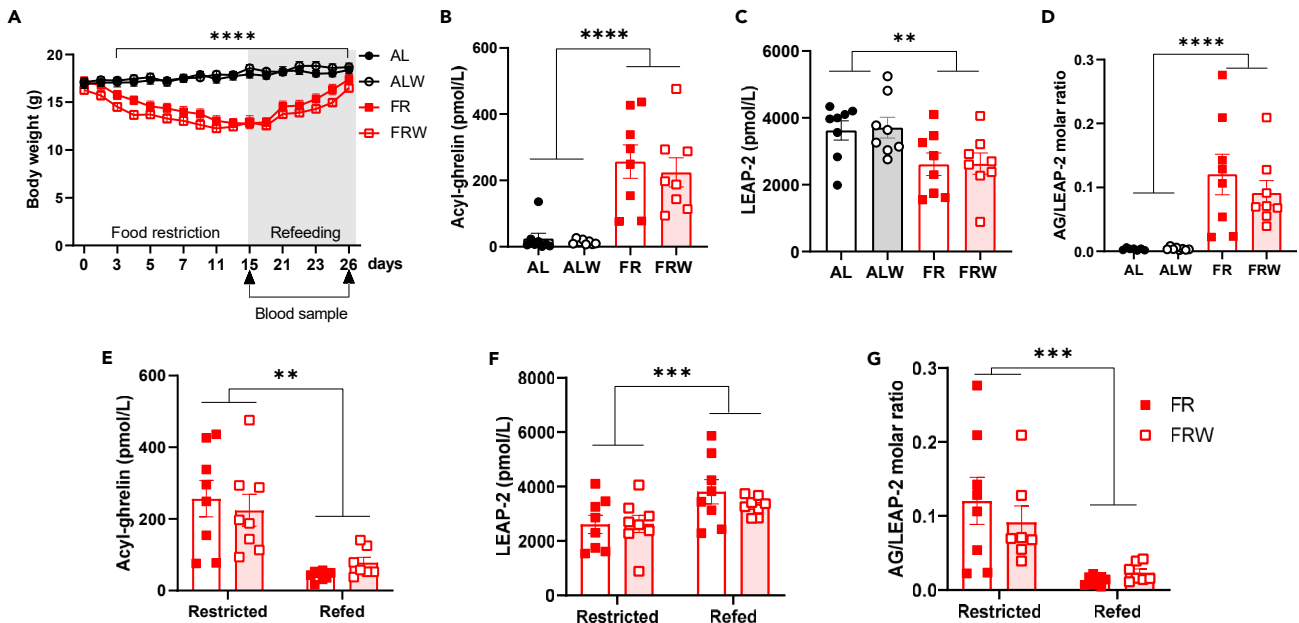 A
****
AL
ALW
FR
FRW
Body weight (g)
20
15
10
5
0
Food restriction
Refeeding
0 3 5 7 11 15 21 23 26 days
Blood sample
B
****
Acyl-ghrelin (pmol/L)
600
400
200
0
AL ALW FR FRW
C
**
LEAP-2 (pmol/L)
6000
4000
2000
0
AL ALW FR FRW
D
****
AG/LEAP-2 molar ratio
0.3
0.2
0.1
0.0
AL ALW FR FRW
E
**
Acyl-ghrelin (pmol/L)
600
400
200
0
Restricted Refed
F
***
LEAP-2 (pmol/L)
8000
6000
4000
2000
0
Restricted Refed
G
***
AG/LEAP-2 molar ratio
0.3
0.2
0.1
0.0
Restricted Refed
FR
FRW